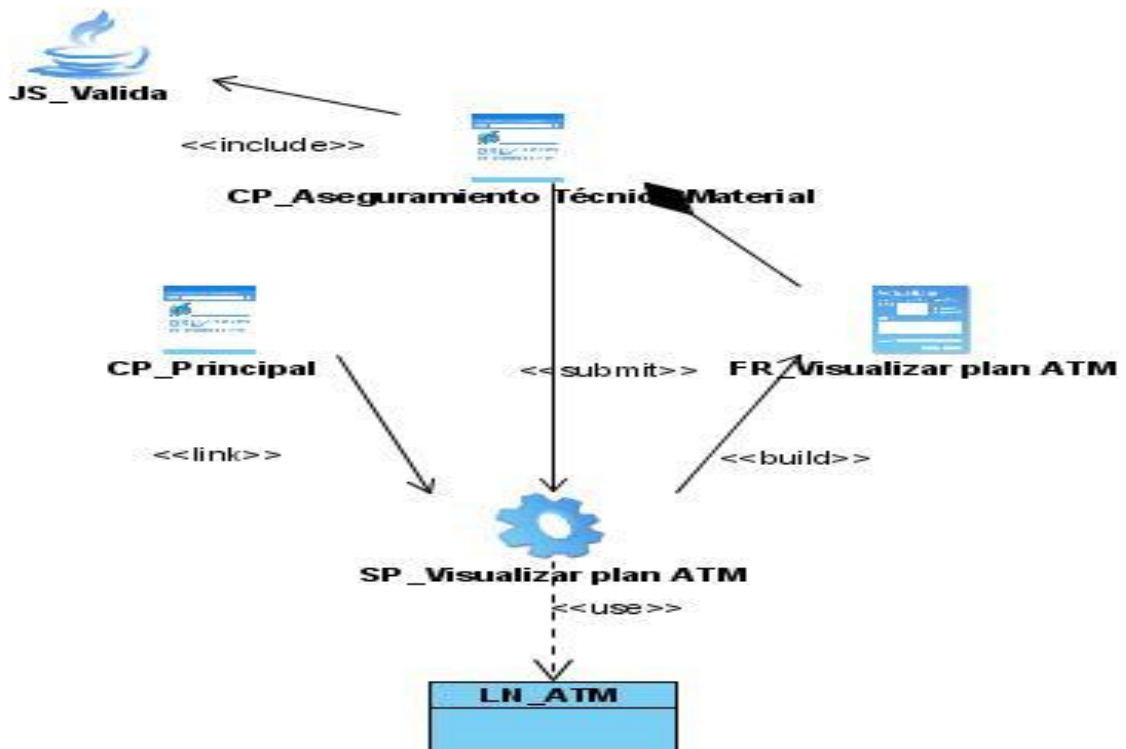 JS_Valida
<<include>>
CP_Aseguramiento Técnico Material
CP_Principal
<<submit>>
FR_Visualizar plan ATM
<<link>>
<<build>>
SP_Visualizar plan ATM
<<use>>
LN_ATM